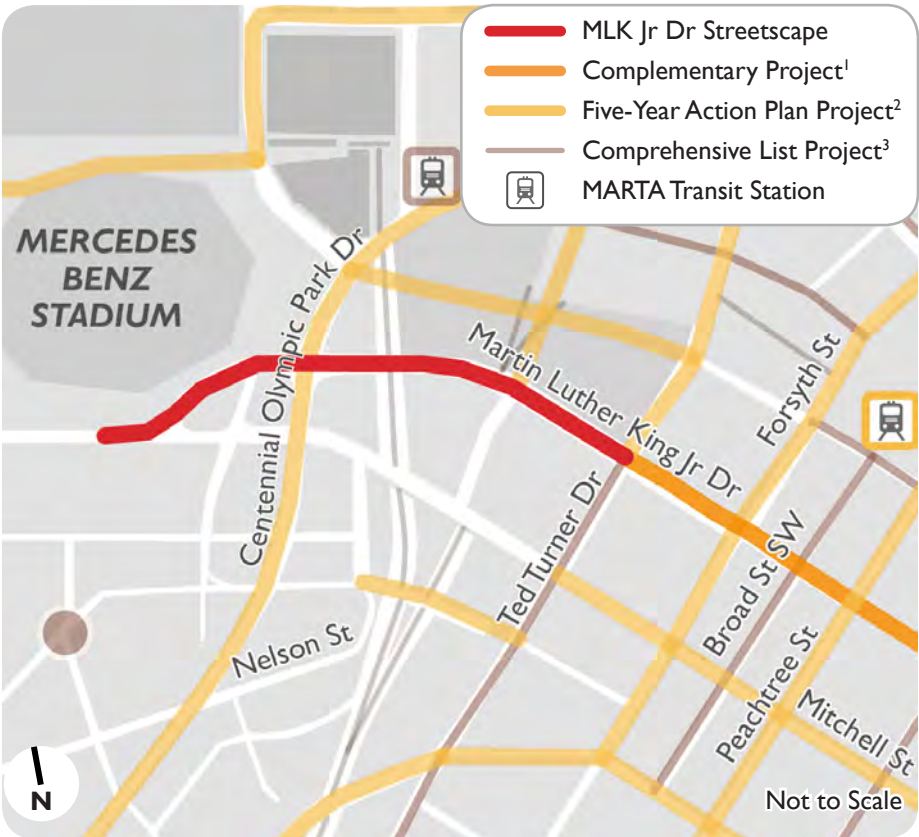 MLK Jr Dr Streetscape
Complementary Project¹
Five-Year Action Plan Project²
Comprehensive List Project³
MARTA Transit Station
MERCEDES
BENZ
STADIUM
Centennial Olympic Park Dr
Martin Luther King Jr Dr
Forsyth St
Ted Turner Dr
Broad St SW
Nelson St
Peachtree St
Mitchell St
N
Not to Scale